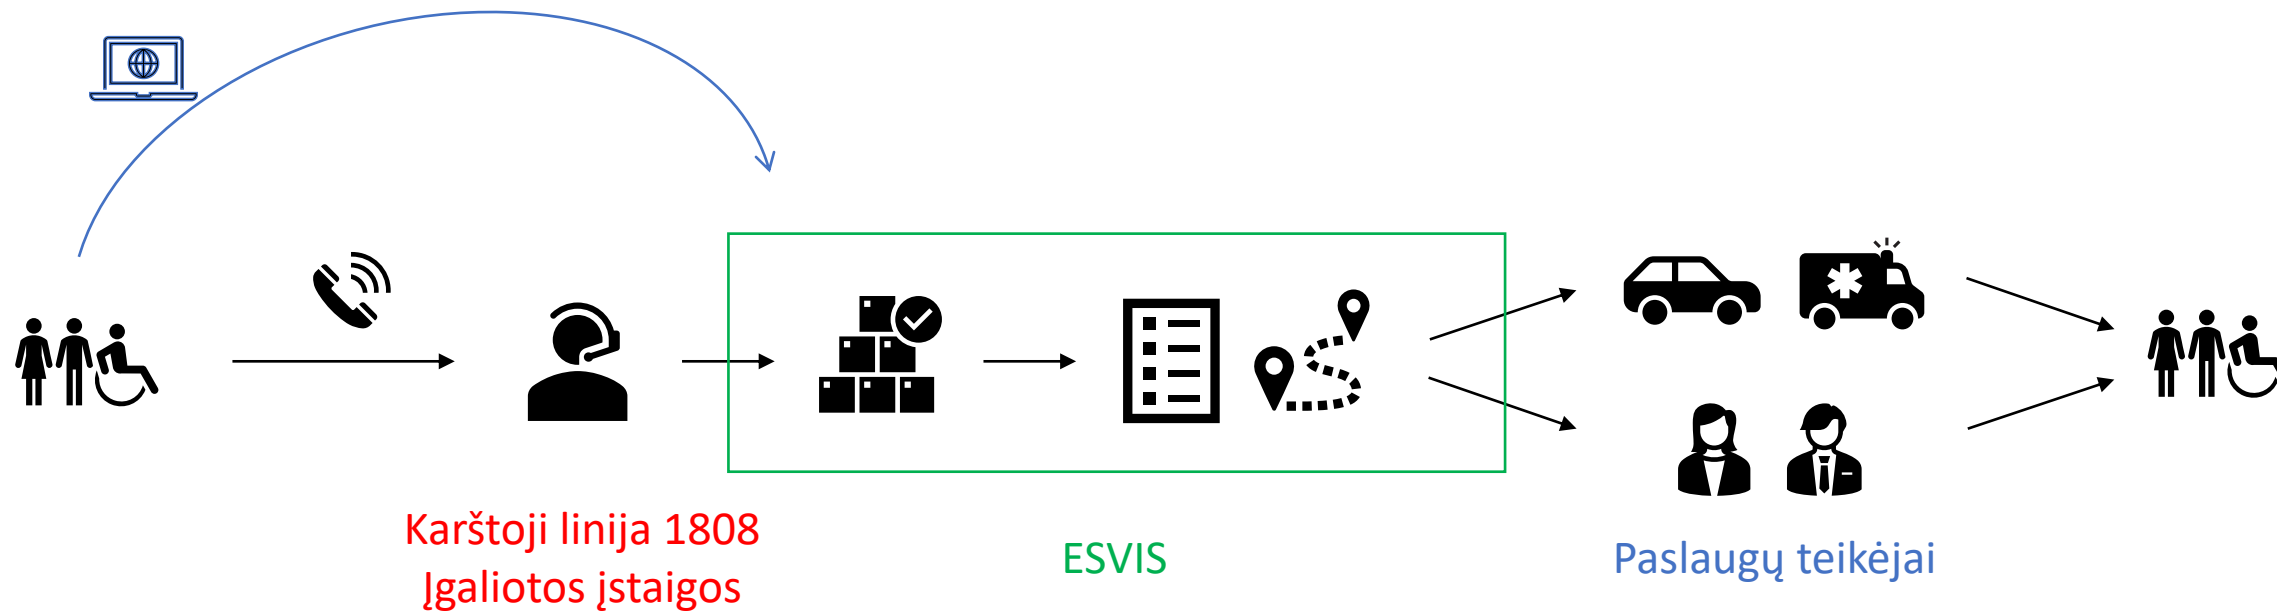 Karštoji linija 1808
Įgaliotos įstaigos
ESVIS
Paslaugų teikėjai